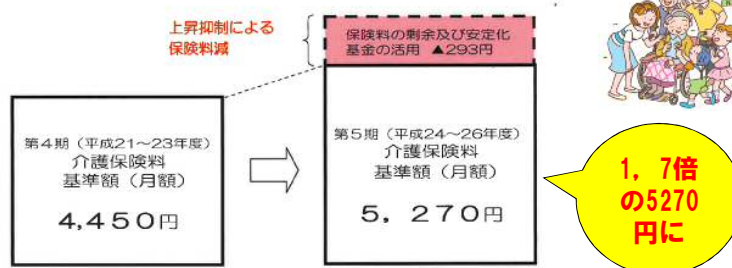 上昇抑制による
保険料減
保険料の剰余及び安定化
基金の活用 ▲293円
第4期（平成21～23年度）
介護保険料
基準額（月額）
4,450円
第5期（平成24～26年度）
介護保険料
基準額（月額）
5，270円
1，7倍
の5270
円に